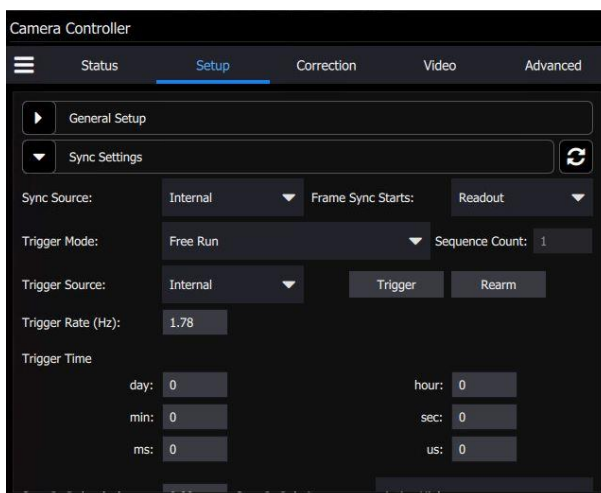 Camera Controller
Status Setup Correction Video Advanced
General Setup
Sync Settings
Sync Source: Internal Frame Sync Starts: Readout
Trigger Mode: Free Run Sequence Count: 1
Trigger Source: Internal Trigger Rearm
Trigger Rate (Hz): 1.78
Trigger Time
day: 0 hour: 0
min: 0 sec: 0
ms: 0 us: 0